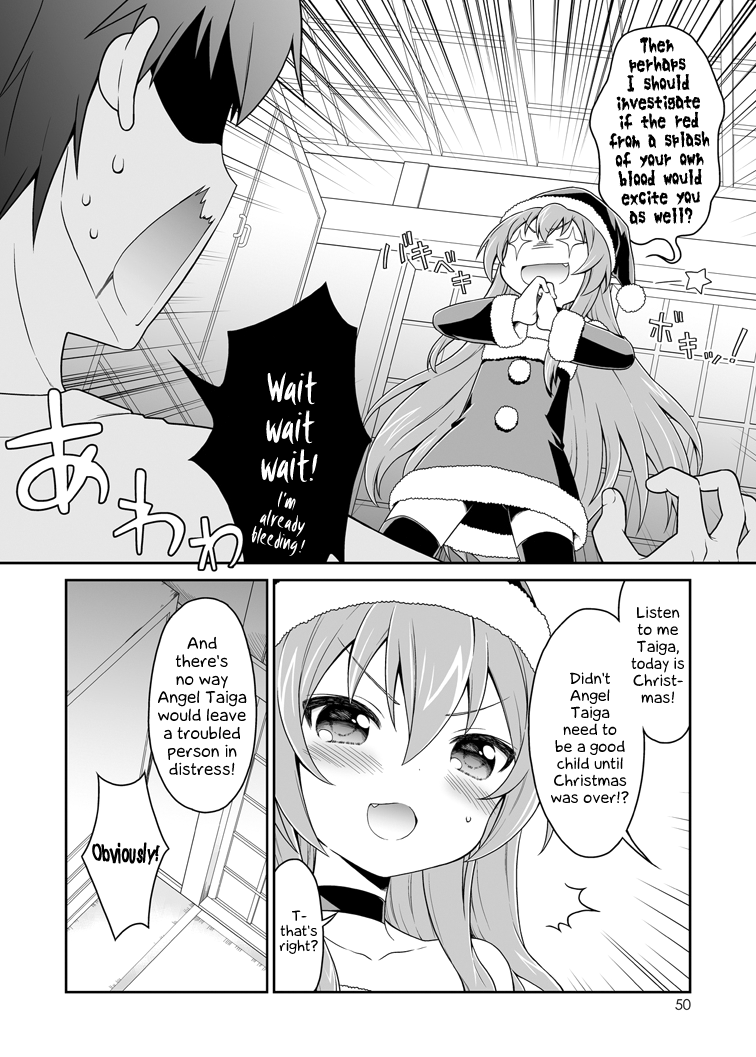 Then
perhaps
I should
investigate
if the red
from a splash
of your own
blood would
excite you
as well?
バキベキ
ボキッ…!
Wait
wait
wait!
I'm
already
bleeding!
あわわ
Listen
to me
Taiga,
today is
Christ-
mas!
Didn't
Angel
Taiga
need to
be a good
child until
Christmas
was over!?
T-
that's
right?
And
there's
no way
Angel Taiga
would leave
a troubled
person in
distress!
Obviously!
50